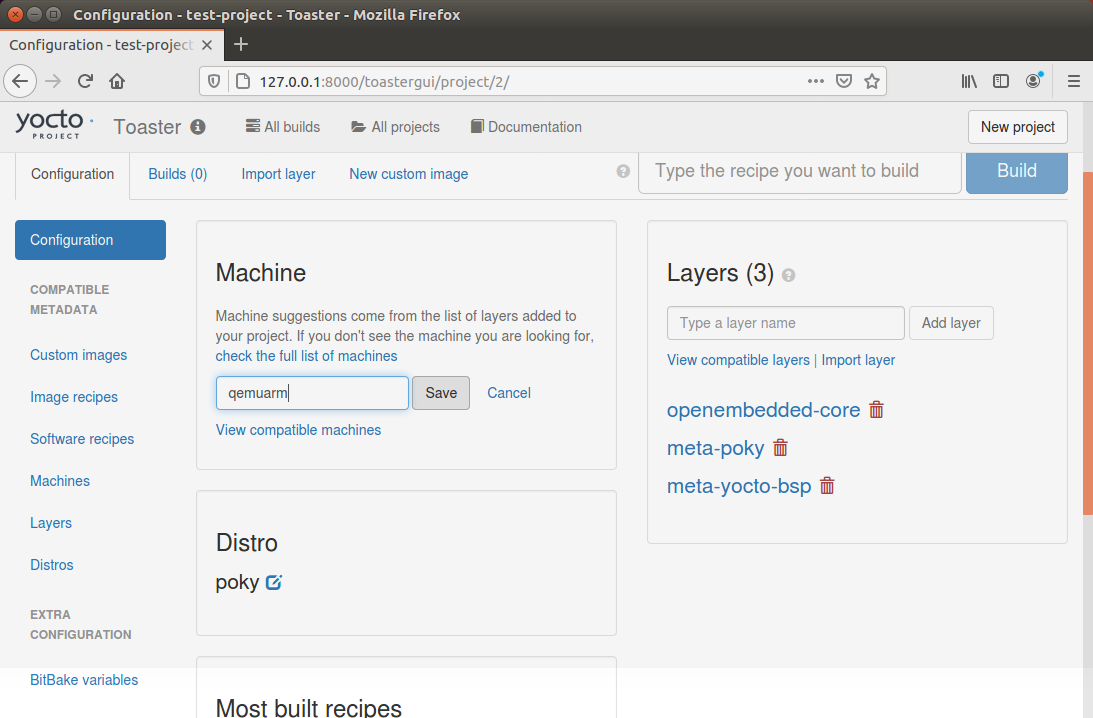 Configuration - test-project - Toaster - Mozilla Firefox
Configuration - test-project
127.0.0.1:8000/toastergui/project/2/
yocto PROJECT
Toaster
All builds
All projects
Documentation
New project
Configuration
Builds (0)
Import layer
New custom image
Type the recipe you want to build
Build
Configuration
COMPATIBLE
METADATA
Custom images
Image recipes
Software recipes
Machines
Layers
Distros
EXTRA
CONFIGURATION
BitBake variables
Machine
Machine suggestions come from the list of layers added to
your project. If you don't see the machine you are looking for,
check the full list of machines
qemuarm
Save
Cancel
View compatible machines
Distro
poky
Most built recipes
Layers (3)
Type a layer name
Add layer
View compatible layers | Import layer
openembedded-core
meta-poky
meta-yocto-bsp